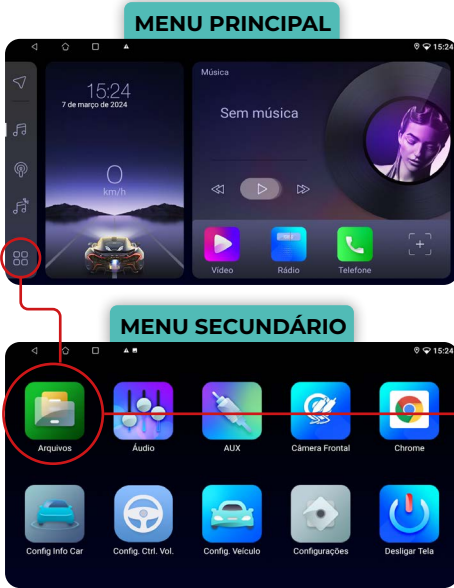 MENU PRINCIPAL
15:24
15:24
7 de março de 2024
0
km/h
Música
Sem música
Vídeo
Rádio
Telefone
MENU SECUNDÁRIO
15:24
Arquivos
Áudio
AUX
Câmera Frontal
Chrome
Config Info Car
Config. Ctrl. Vol.
Config. Veículo
Configurações
Desligar Tela